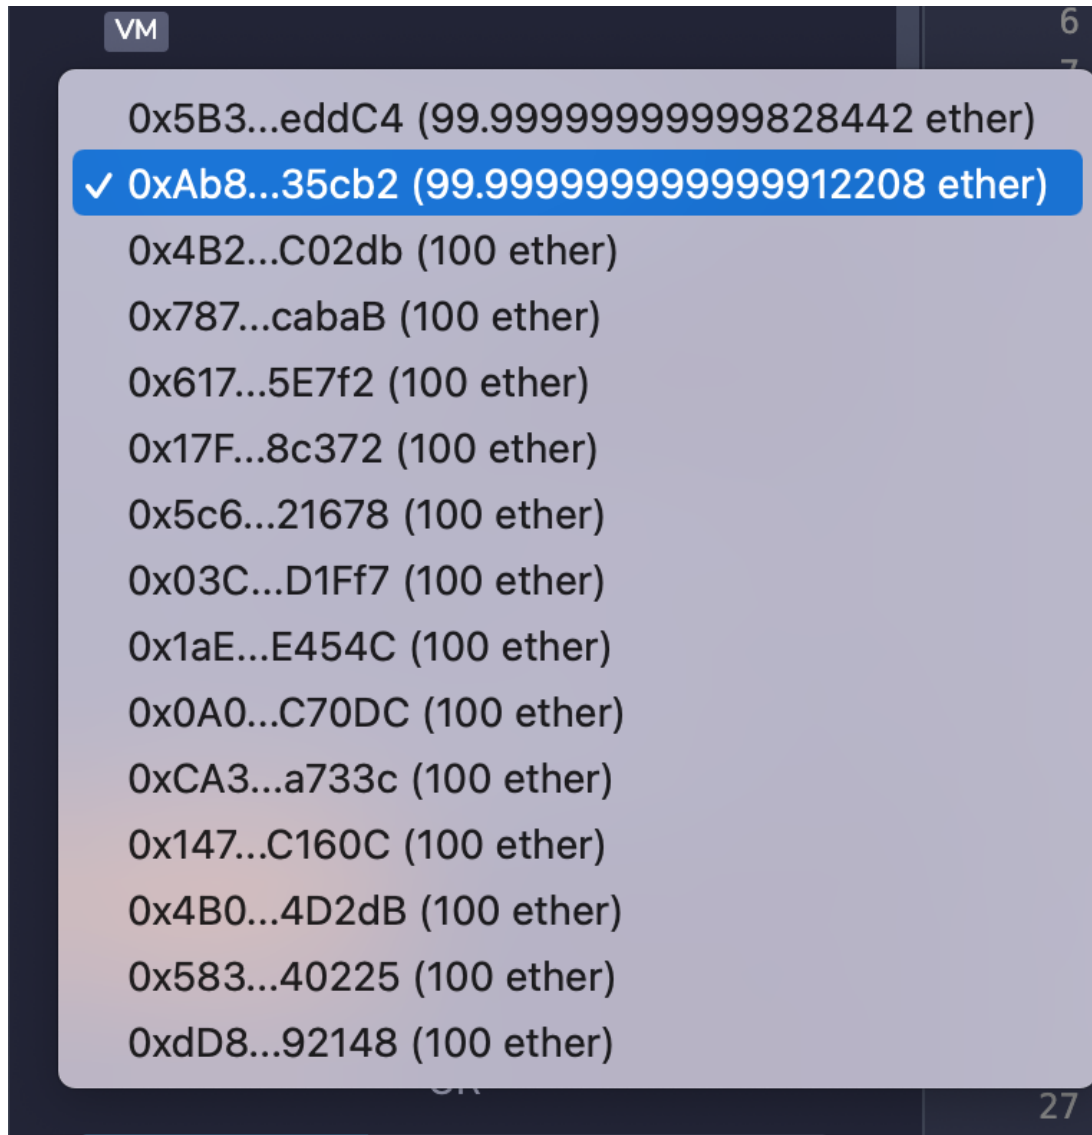 VM
6
7
0x5B3...eddC4 (99.999999999999828442 ether)
✓ 0xAb8...35cb2 (99.9999999999999912208 ether)
0x4B2...C02db (100 ether)
0x787...cabaB (100 ether)
0x617...5E7f2 (100 ether)
0x17F...8c372 (100 ether)
0x5c6...21678 (100 ether)
0x03C...D1Ff7 (100 ether)
0x1aE...E454C (100 ether)
0x0A0...C70DC (100 ether)
0xCA3...a733c (100 ether)
0x147...C160C (100 ether)
0x4B0...4D2dB (100 ether)
0x583...40225 (100 ether)
0xdD8...92148 (100 ether)
27